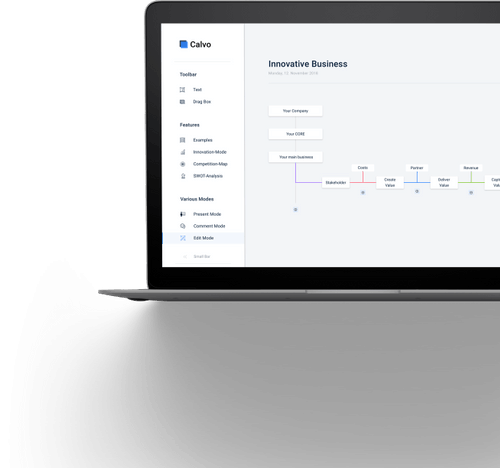 Calvo
Toolbar
Text
Drag Box
Features
Examples
Innovation-Mode
Competition-Map
SWOT-Analysis
Various Modes
Present Mode
Comment Mode
Edit Mode
Innovative Business
Monday, 12. November 2018
Your Company
Your CORE
Your main business
Stakeholder
Costs
Create
Value
Partner
Deliver
Value
Revenue